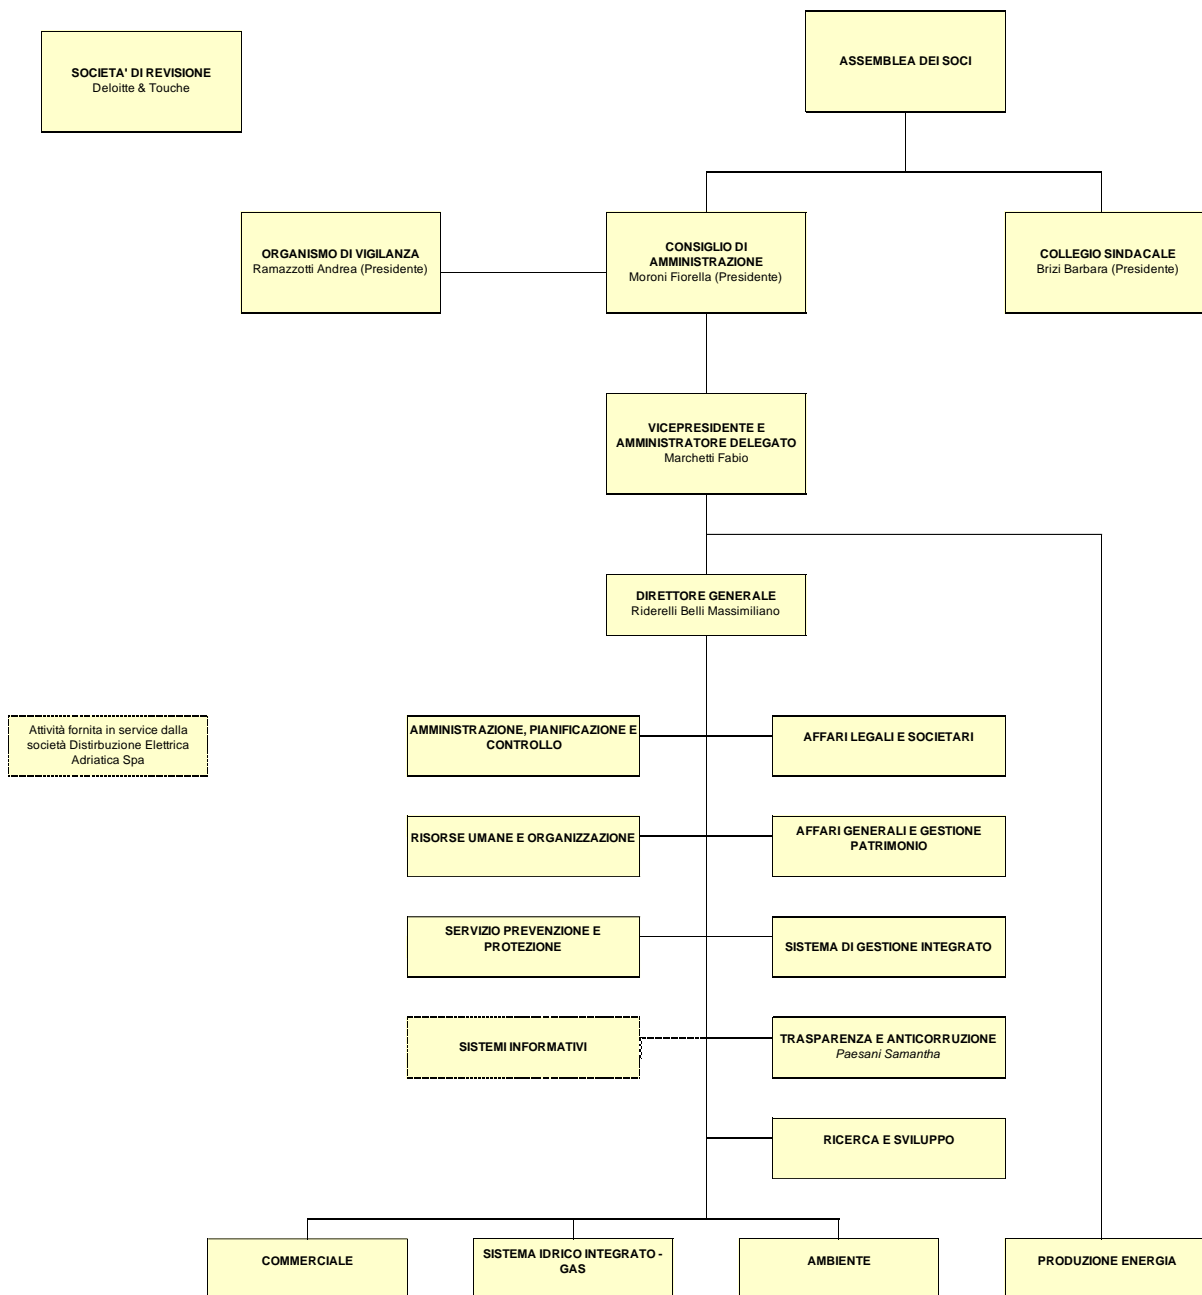 SOCIETA' DI REVISIONE
Deloitte & Touche
ASSEMBLEA DEI SOCI
ORGANISMO DI VIGILANZA
Ramazzotti Andrea (Presidente)
CONSIGLIO DI
AMMINISTRAZIONE
Moroni Fiorella (Presidente)
COLLEGIO SINDACALE
Brizi Barbara (Presidente)
VICEPRESIDENTE E
AMMINISTRATORE DELEGATO
Marchetti Fabio
DIRETTORE GENERALE
Riderelli Belli Massimiliano
Attività fornita in service dalla
società Distirbuzione Elettrica
Adriatica Spa
AMMINISTRAZIONE, PIANIFICAZIONE E
CONTROLLO
AFFARI LEGALI E SOCIETARI
RISORSE UMANE E ORGANIZZAZIONE
AFFARI GENERALI E GESTIONE
PATRIMONIO
SERVIZIO PREVENZIONE E
PROTEZIONE
SISTEMA DI GESTIONE INTEGRATO
SISTEMI INFORMATIVI
TRASPARENZA E ANTICORRUZIONE
Paesani Samantha
RICERCA E SVILUPPO
COMMERCIALE
SISTEMA IDRICO INTEGRATO -
GAS
AMBIENTE
PRODUZIONE ENERGIA